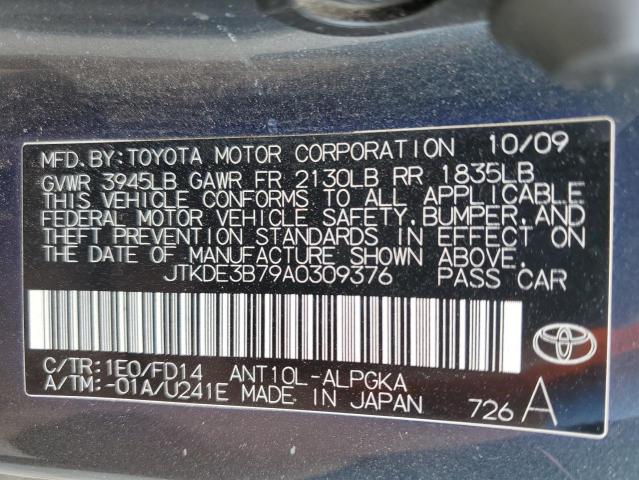 MFD.BY:TOYOTA MOTOR CORPORATION 10/09
GVWR 3945LB GAWR FR 2130LB RR 1835LB
THIS VEHICLE CONFORMS TO ALL APPLICABLE
FEDERAL MOTOR VEHICLE SAFETY, BUMPER, AND
THEFT PREVENTION STANDARDS IN EFFECT ON
THE DATE OF MANUFACTURE SHOWN ABOVE.
JTKDE3B79A0309376 PASS CAR
C/TR:1E0/FD14 ANT10L-ALPGKA
A/TM:-01A/U241E MADE IN JAPAN 726 A